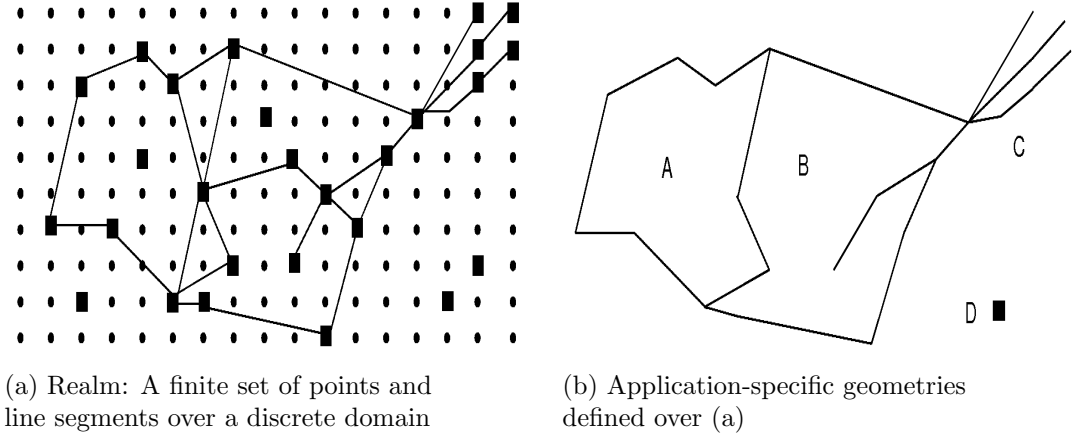 A
B
C
D
(a) Realm: A finite set of points and
line segments over a discrete domain
(b) Application-specific geometries
defined over (a)